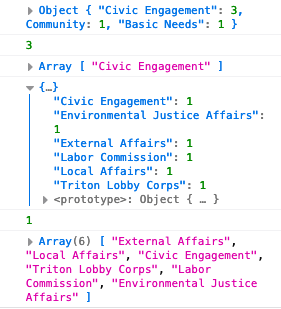 Object { "Civic Engagement": 3,
Community: 1, "Basic Needs": 1 }
3
Array [ "Civic Engagement" ]
{…}
"Civic Engagement": 1
"Environmental Justice Affairs":
1
"External Affairs": 1
"Labor Commission": 1
"Local Affairs": 1
"Triton Lobby Corps": 1
<prototype>: Object { … }
1
Array(6) [ "External Affairs",
"Local Affairs", "Civic Engagement",
"Triton Lobby Corps", "Labor
Commission", "Environmental Justice
Affairs" ]